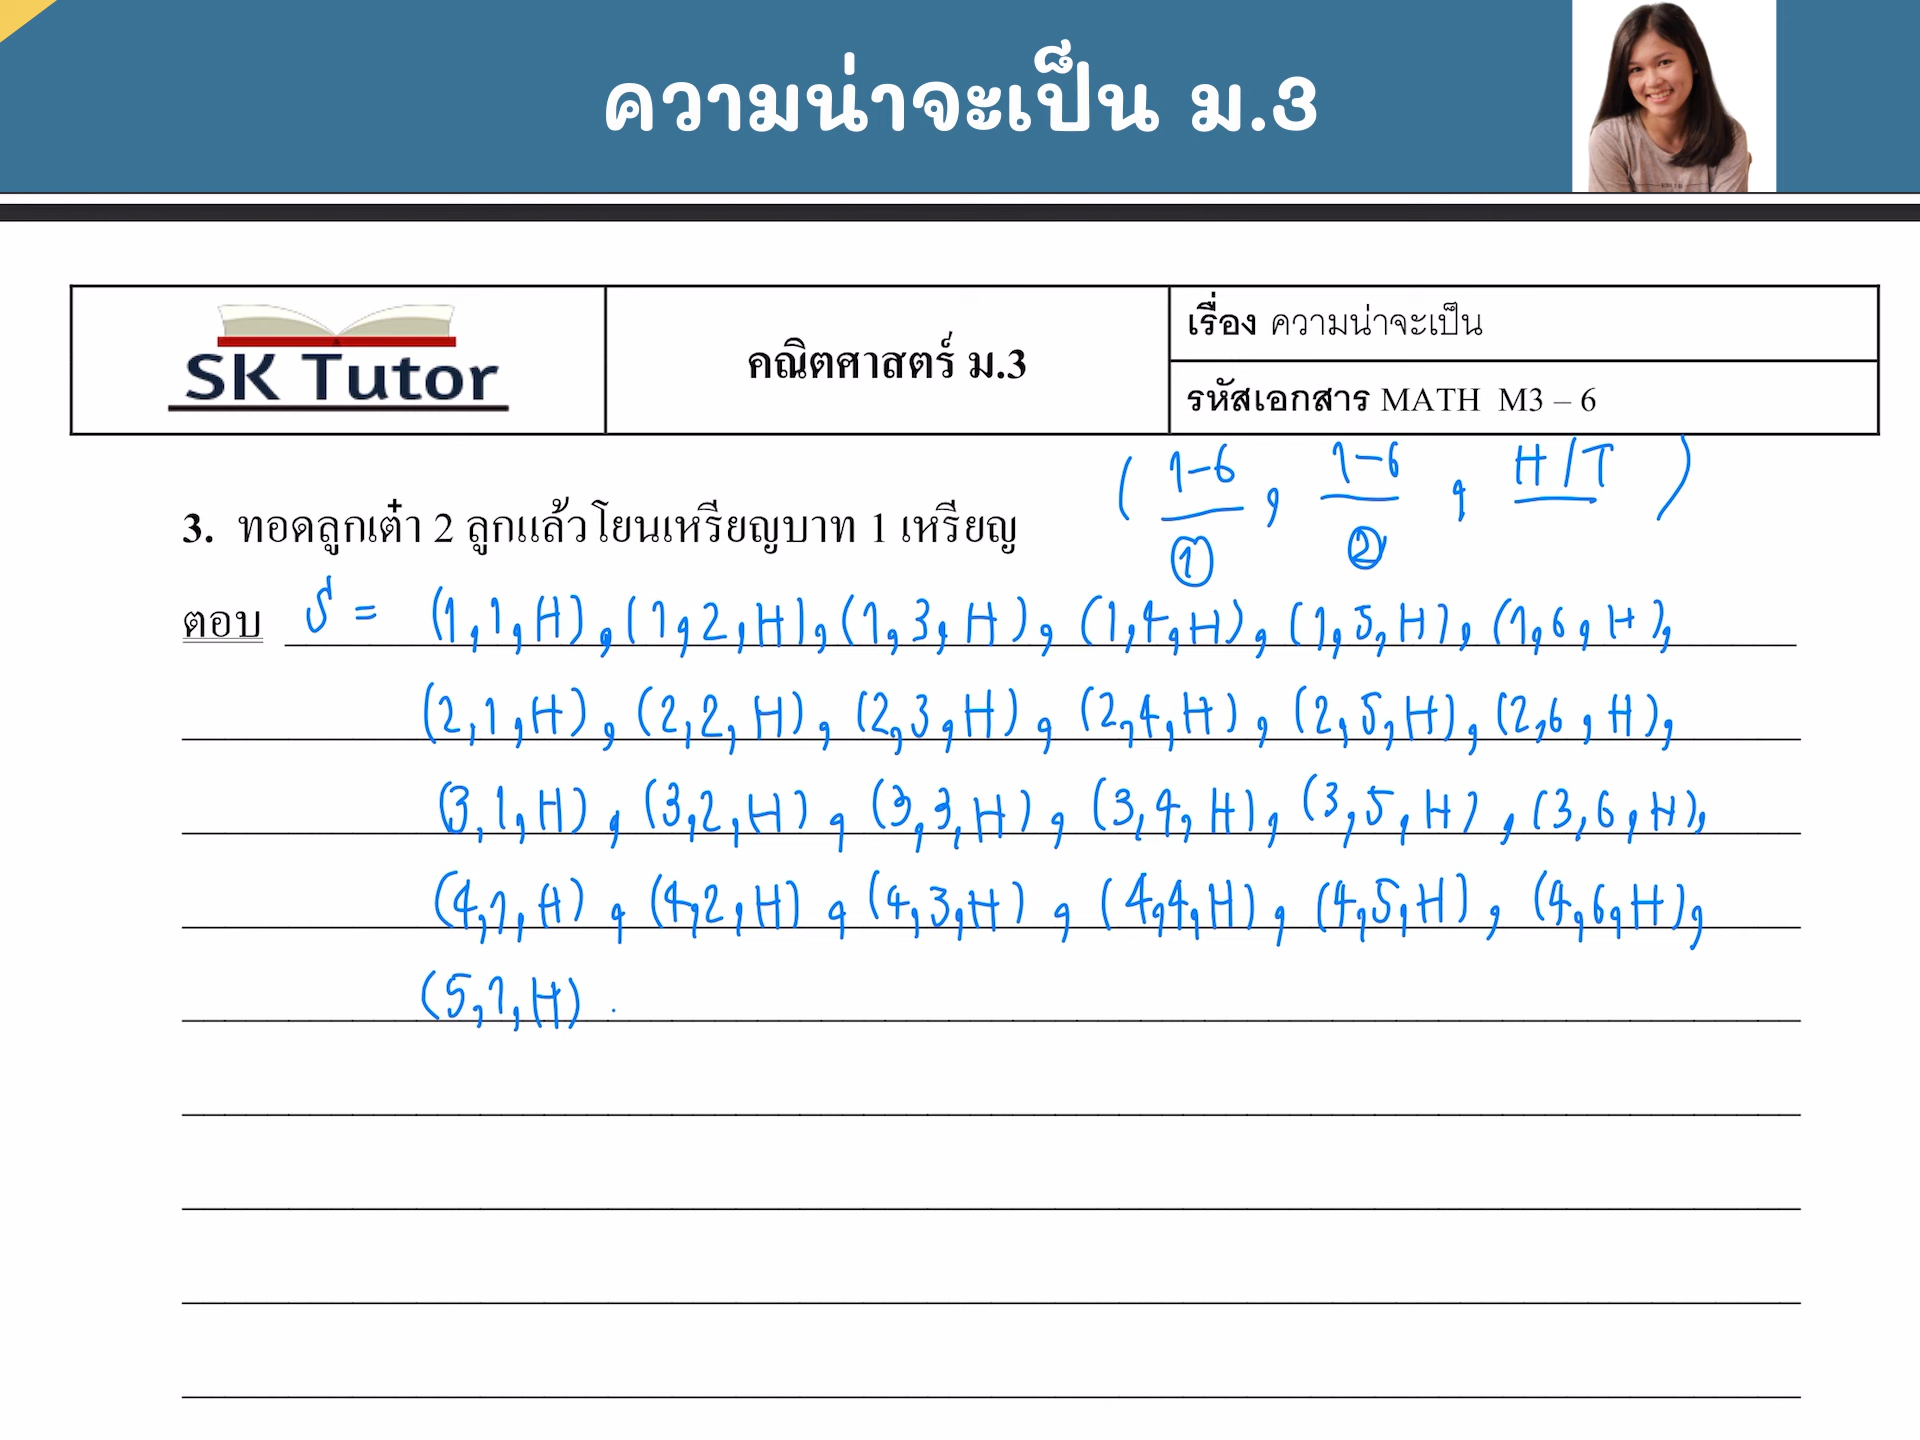 ความน่าจะเป็น ม.3
SK Tutor
คณิตศาสตร์ ม.3
เรื่อง ความน่าจะเป็น
รหัสเอกสาร MATH M3 – 6
( 1-6 , 1-6 , H/T )
① ②
3. ทอดลูกเต๋า 2 ลูกแล้วโยนเหรียญบาท 1 เหรียญ
ตอบ S = (1,1,H), (1,2,H), (1,3,H), (1,4,H), (1,5,H), (1,6,H),
(2,1,H), (2,2,H), (2,3,H), (2,4,H), (2,5,H), (2,6,H),
(3,1,H), (3,2,H), (3,3,H), (3,4,H), (3,5,H), (3,6,H),
(4,1,H), (4,2,H), (4,3,H), (4,4,H), (4,5,H), (4,6,H),
(5,1,H) .